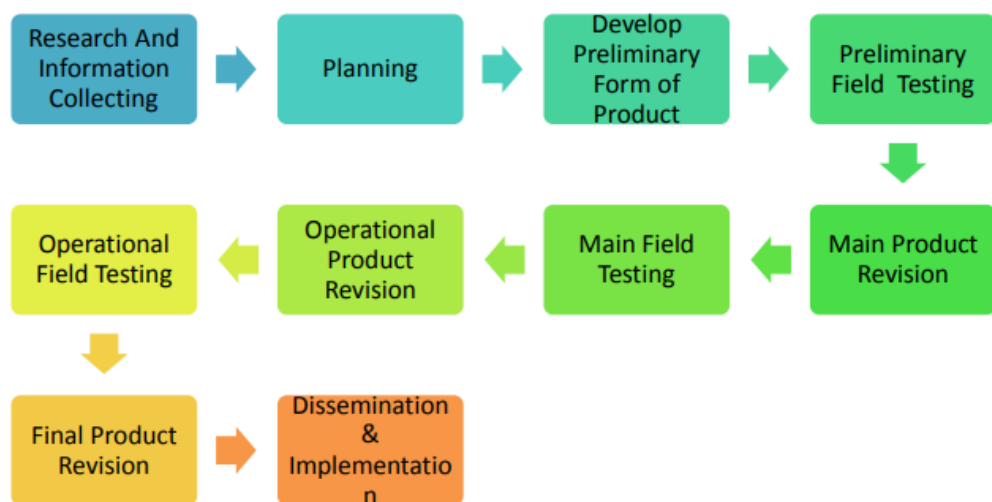 Research And
Information
Collecting
Planning
Develop
Preliminary
Form of
Product
Preliminary
Field Testing
Main Product
Revision
Main Field
Testing
Operational
Product
Revision
Operational
Field Testing
Final Product
Revision
Dissemination
&
Implementatio
n